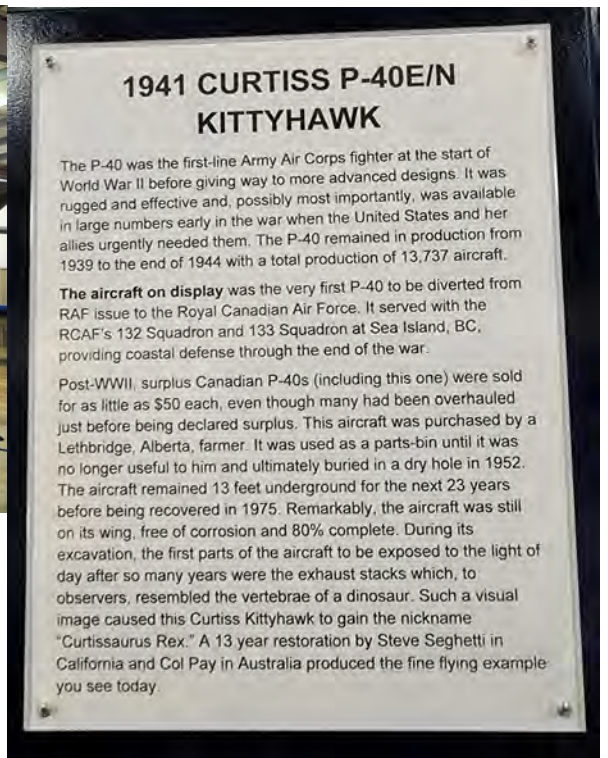 1941 CURTISS P-40E/N
KITTYHAWK
The P-40 was the first-line Army Air Corps fighter at the start of
World War II before giving way to more advanced designs. It was
rugged and effective and, possibly most importantly, was available
in large numbers early in the war when the United States and her
allies urgently needed them. The P-40 remained in production from
1939 to the end of 1944 with a total production of 13,737 aircraft.
The aircraft on display was the very first P-40 to be diverted from
RAF issue to the Royal Canadian Air Force. It served with the
RCAF's 132 Squadron and 133 Squadron at Sea Island, BC,
providing coastal defense through the end of the war.
Post-WWII, surplus Canadian P-40s (including this one) were sold
for as little as $50 each, even though many had been overhauled
just before being declared surplus. This aircraft was purchased by a
Lethbridge, Alberta, farmer. It was used as a parts-bin until it was
no longer useful to him and ultimately buried in a dry hole in 1952.
The aircraft remained 13 feet underground for the next 23 years
before being recovered in 1975. Remarkably, the aircraft was still
on its wing, free of corrosion and 80% complete. During its
excavation, the first parts of the aircraft to be exposed to the light of
day after so many years were the exhaust stacks which, to
observers, resembled the vertebrae of a dinosaur. Such a visual
image caused this Curtiss Kittyhawk to gain the nickname
"Curtissaurus Rex." A 13 year restoration by Steve Seghetti in
California and Col Pay in Australia produced the fine flying example
you see today.